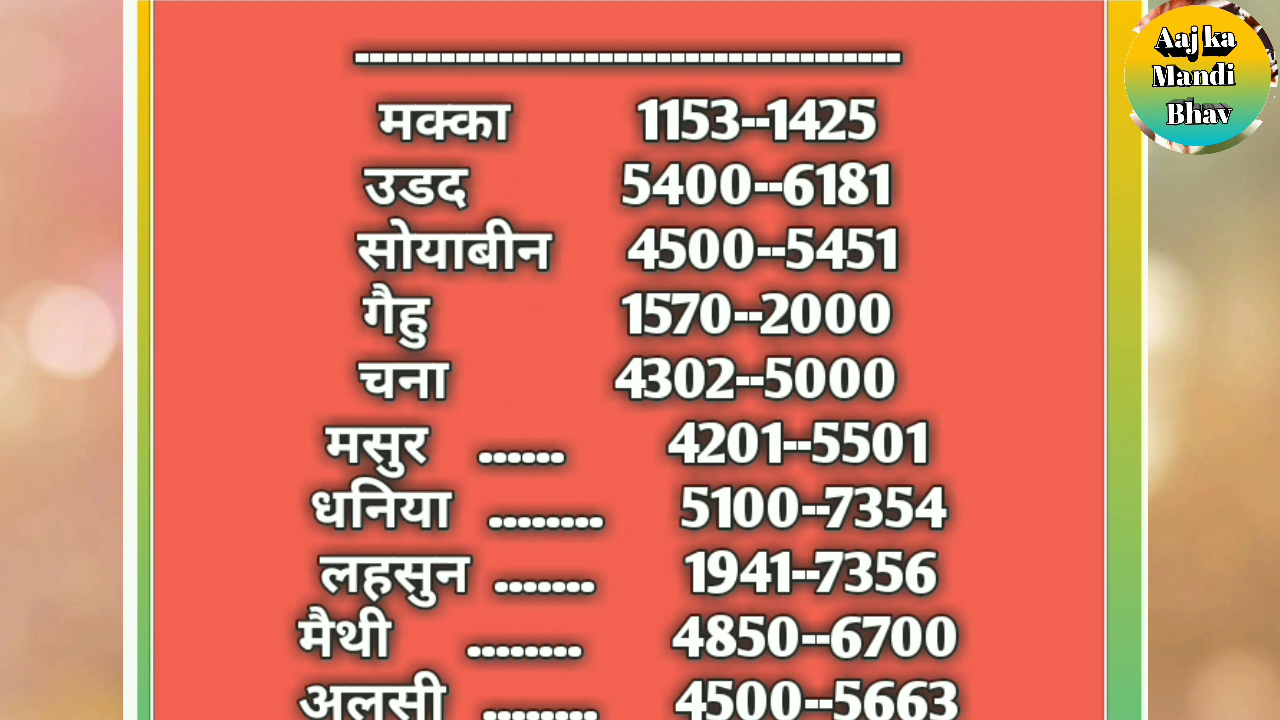 Aaj ka
Mandi
Bhav
मक्का 1153--1425
उडद 5400--6181
सोयाबीन 4500--5451
गैहु 1570--2000
चना 4302--5000
मसुर ...... 4201--5501
धनिया ........ 5100--7354
लहसुन ....... 1941--7356
मैथी ........ 4850--6700
अलसी ........ 4500--5663